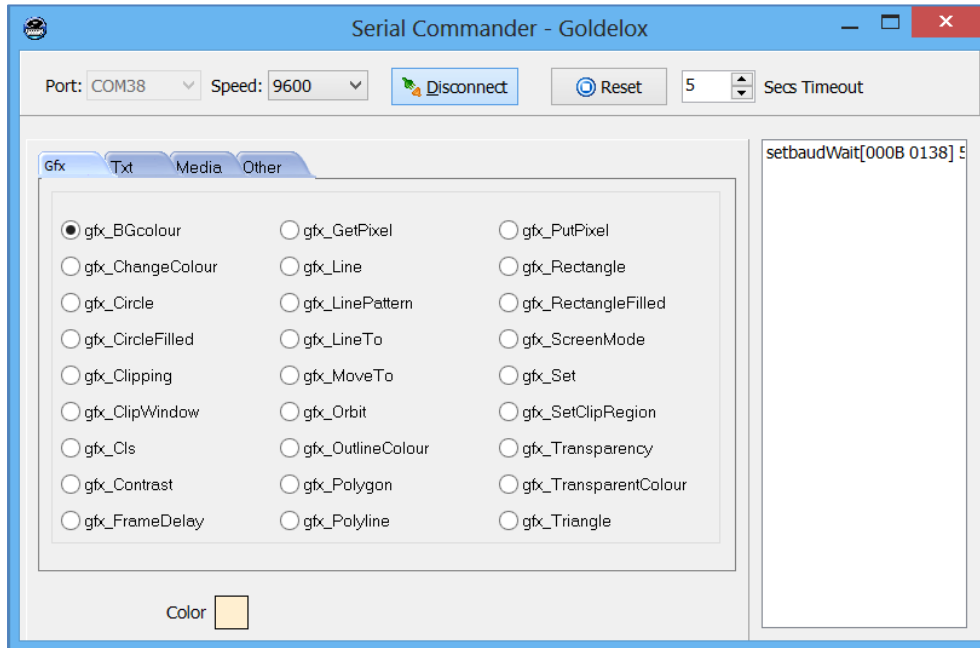 Serial Commander - Goldelox
Port: COM38 Speed: 9600 Disconnect Reset 5 Secs Timeout
Gfx Txt Media Other
setbaudWait[000B 0138] 5
gfx_BGcolour gfx_GetPixel gfx_PutPixel
gfx_ChangeColour gfx_Line gfx_Rectangle
gfx_Circle gfx_LinePattern gfx_RectangleFilled
gfx_CircleFilled gfx_LineTo gfx_ScreenMode
gfx_Clipping gfx_MoveTo gfx_Set
gfx_ClipWindow gfx_Orbit gfx_SetClipRegion
gfx_Cls gfx_OutlineColour gfx_Transparency
gfx_Contrast gfx_Polygon gfx_TransparentColour
gfx_FrameDelay gfx_Polyline gfx_Triangle
Color